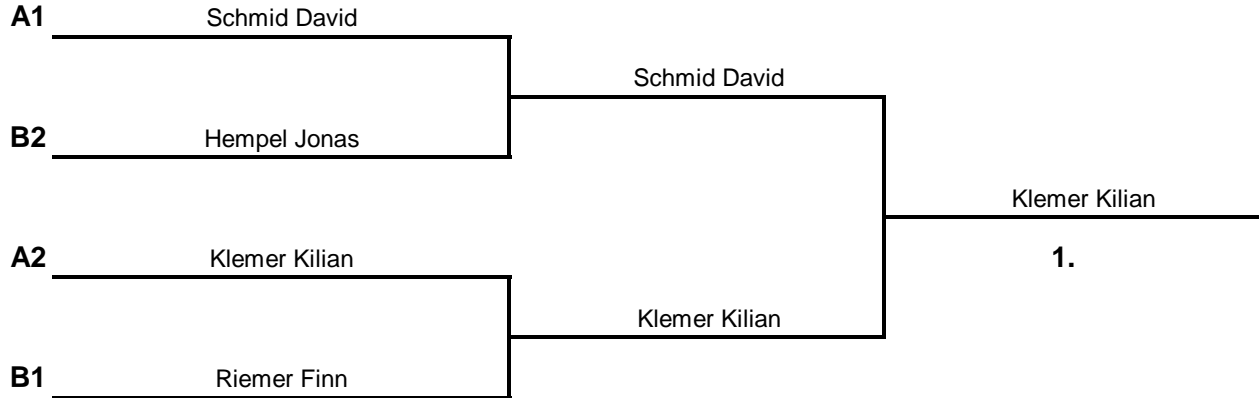 A1 Schmid David
Schmid David
B2 Hempel Jonas
Klemer Kilian
A2 Klemer Kilian 1.
Klemer Kilian
B1 Riemer Finn